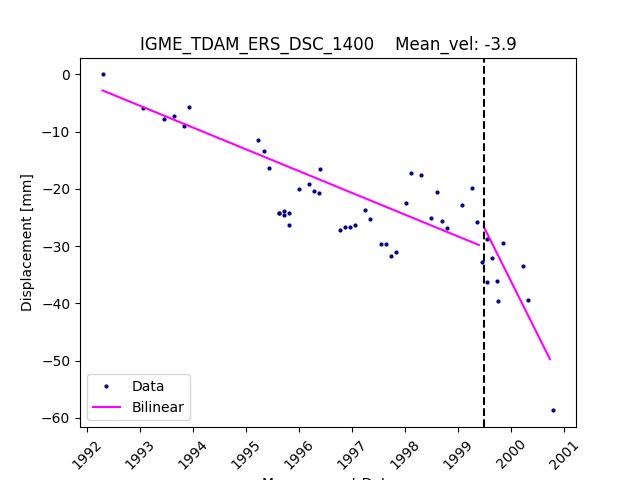 IGME_TDAM_ERS_DSC_1400    Mean_vel: -3.9
Displacement [mm]
0
−10
−20
−30
−40
−50
−60
Data
Bilinear
1992 1993 1994 1995 1996 1997 1998 1999 2000 2001